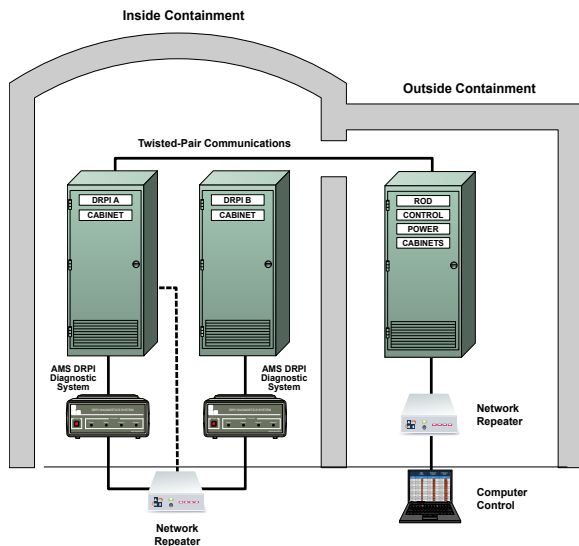 Inside Containment
Outside Containment
Twisted-Pair Communications
DRPI A
CABINET
DRPI B
CABINET
ROD
CONTROL
POWER
CABINETS
AMS DRPI
Diagnostic
System
AMS DRPI
Diagnostic
System
Network
Repeater
Computer
Control
Network
Repeater